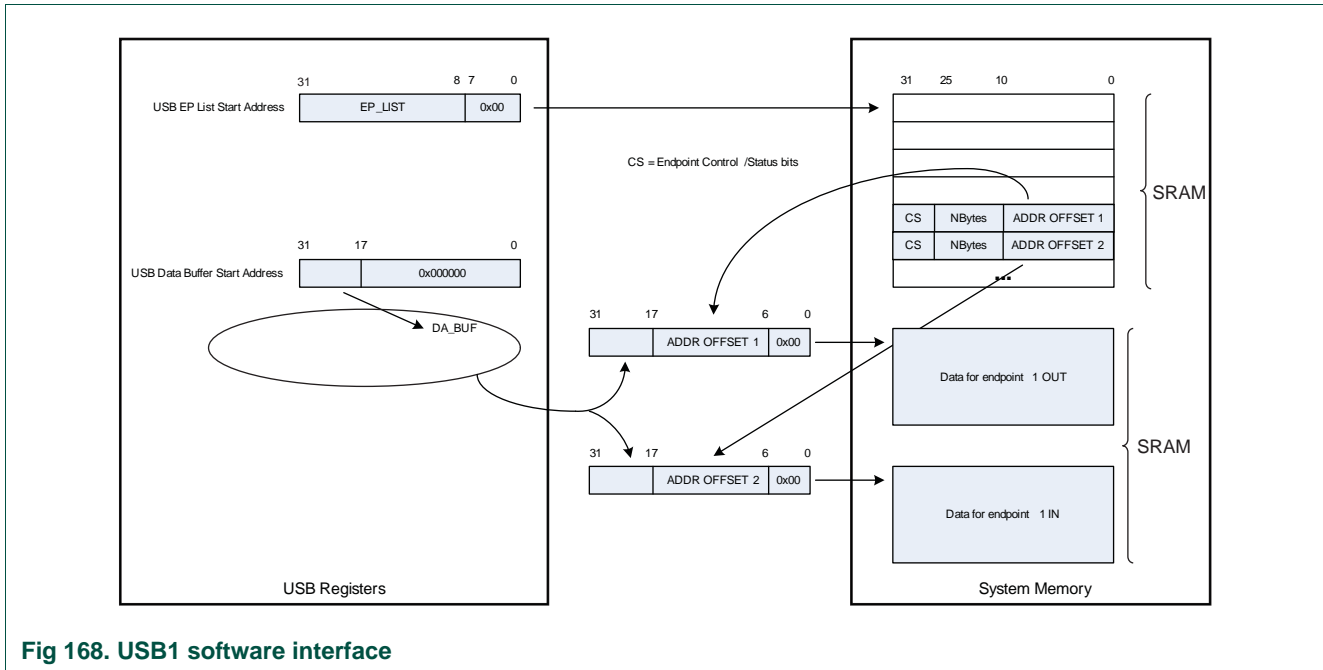 31 8 7 0
USB EP List Start Address EP_LIST 0x00
31 25 10 0
CS = Endpoint Control /Status bits
SRAM
CS NBytes ADDR OFFSET 1
CS NBytes ADDR OFFSET 2
...
31 17 0
USB Data Buffer Start Address 0x000000
DA_BUF
31 17 6 0
ADDR OFFSET 1 0x00
Data for endpoint 1 OUT
SRAM
31 17 6 0
ADDR OFFSET 2 0x00
Data for endpoint 1 IN
USB Registers
System Memory
Fig 168. USB1 software interface